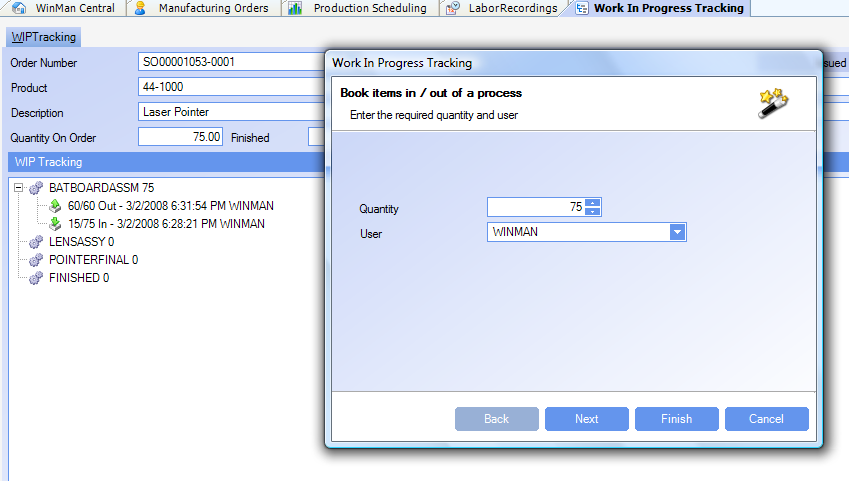 WinMan Central Manufacturing Orders Production Scheduling LaborRecordings Work In Progress Tracking
WIPTracking
Order Number SO00001053-0001
Product 44-1000
Description Laser Pointer
Quantity On Order 75.00 Finished
WIP Tracking
BATBOARDASSM 75
60/60 Out - 3/2/2008 6:31:54 PM WINMAN
15/75 In - 3/2/2008 6:28:21 PM WINMAN
LENSASSY 0
POINTERFINAL 0
FINISHED 0
Work In Progress Tracking
Book items in / out of a process
Enter the required quantity and user
Quantity 75
User WINMAN
Back Next Finish Cancel